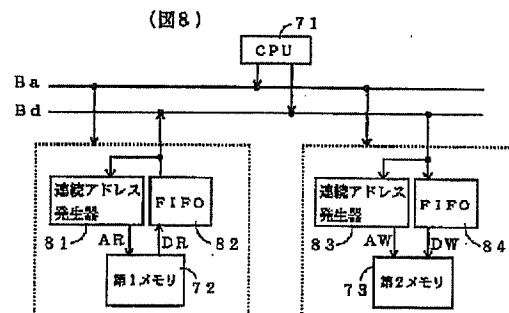 (図8)
71
CPU
Ba
Bd
連続アドレス
発生器
FIFO
81
AR
DR
82
第1メモリ
72
連続アドレス
発生器
FIFO
83
AW
DW
84
73
第2メモリ